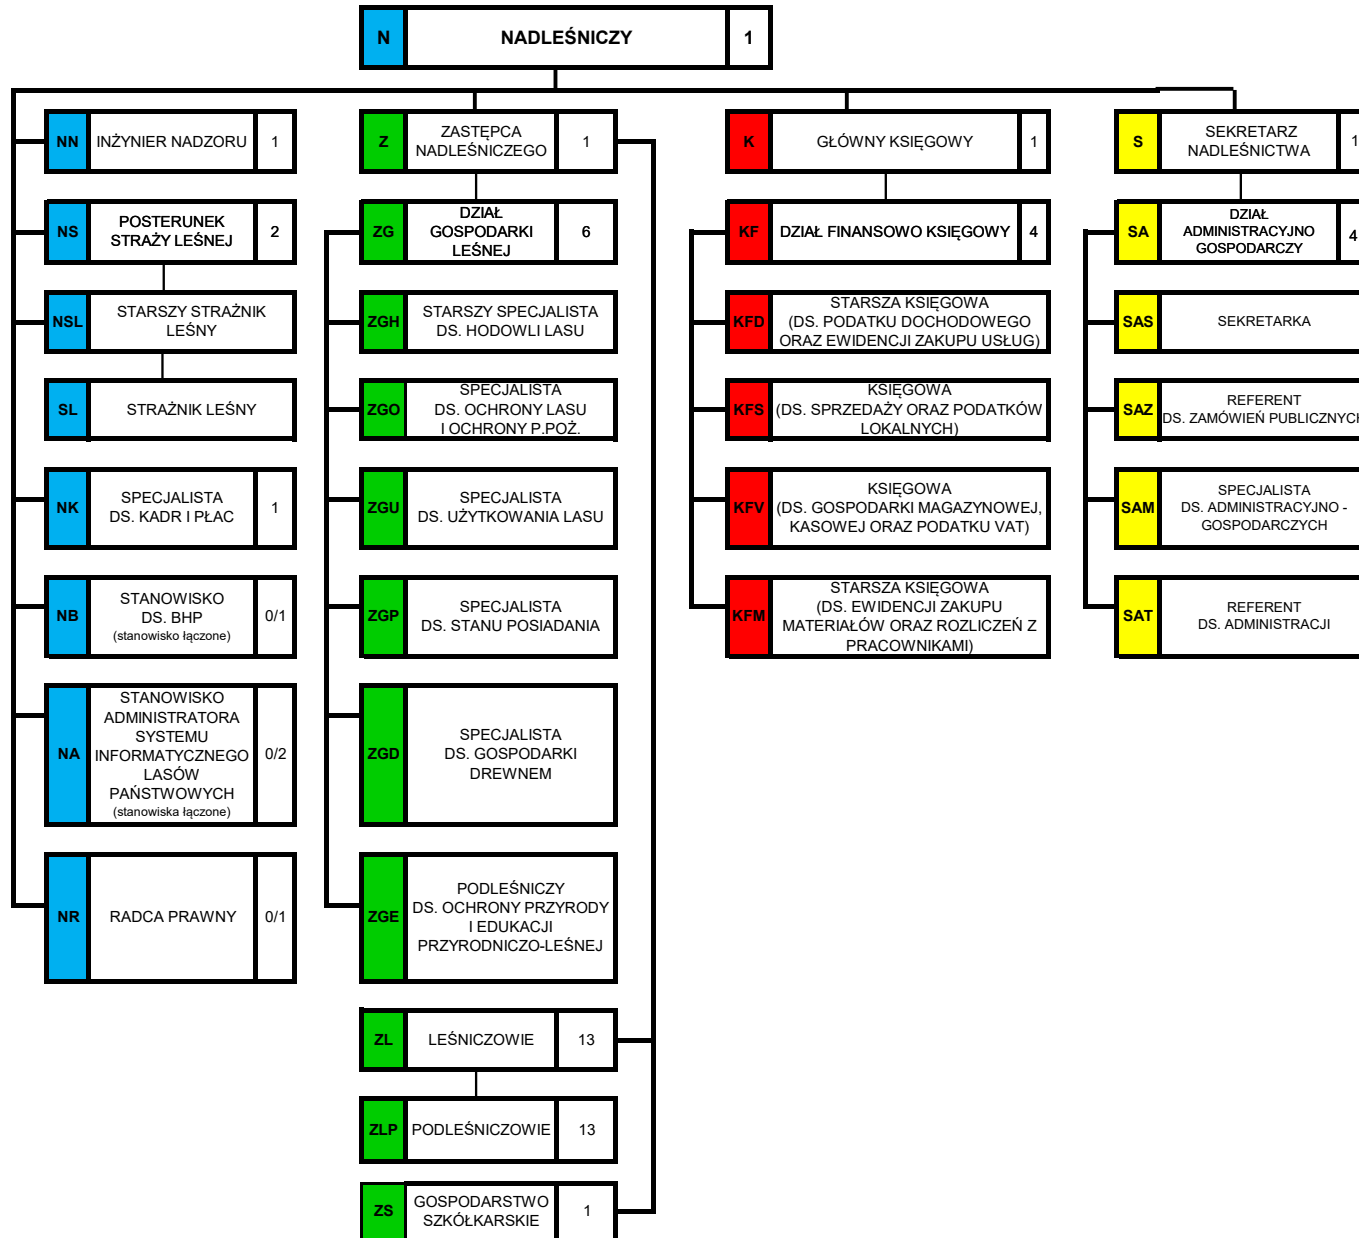 N
NADLEŚNICZY
1
NN
INŻYNIER NADZORU
1
NS
POSTERUNEK
STRAŻY LEŚNEJ
2
NSL
STARSZY STRAŻNIK
LEŚNY
SL
STRAŻNIK LEŚNY
NK
SPECJALISTA
DS. KADR I PŁAC
1
NB
STANOWISKO
DS. BHP
(stanowisko łączone)
0/1
NA
STANOWISKO
ADMINISTRATORA
SYSTEMU
INFORMATYCZNEGO
LASÓW
PAŃSTWOWYCH
(stanowiska łączone)
0/2
NR
RADCA PRAWNY
0/1
Z
ZASTĘPCA
NADLEŚNICZEGO
1
ZG
DZIAŁ
GOSPODARKI
LEŚNEJ
6
ZGH
STARSZY SPECJALISTA
DS. HODOWLI LASU
ZGO
SPECJALISTA
DS. OCHRONY LASU
I OCHRONY P.POŻ.
ZGU
SPECJALISTA
DS. UŻYTKOWANIA LASU
ZGP
SPECJALISTA
DS. STANU POSIADANIA
ZGD
SPECJALISTA
DS. GOSPODARKI
DREWNEM
ZGE
PODLEŚNICZY
DS. OCHRONY PRZYRODY
I EDUKACJI
PRZYRODNICZO-LEŚNEJ
ZL
LEŚNICZOWIE
13
ZLP
PODLEŚNICZOWIE
13
ZS
GOSPODARSTWO
SZKÓŁKARSKIE
1
K
GŁÓWNY KSIĘGOWY
1
KF
DZIAŁ FINANSOWO KSIĘGOWY
4
KFD
STARSZA KSIĘGOWA
(DS. PODATKU DOCHODOWEGO
ORAZ EWIDENCJI ZAKUPU USŁUG)
KFS
KSIĘGOWA
(DS. SPRZEDAŻY ORAZ PODATKÓW
LOKALNYCH)
KFV
KSIĘGOWA
(DS. GOSPODARKI MAGAZYNOWEJ,
KASOWEJ ORAZ PODATKU VAT)
KFM
STARSZA KSIĘGOWA
(DS. EWIDENCJI ZAKUPU
MATERIAŁÓW ORAZ ROZLICZEŃ Z
PRACOWNIKAMI)
S
SEKRETARZ
NADLEŚNICTWA
1
SA
DZIAŁ
ADMINISTRACYJNO
GOSPODARCZY
4
SAS
SEKRETARKA
SAZ
REFERENT
DS. ZAMÓWIEŃ PUBLICZNYCH
SAM
SPECJALISTA
DS. ADMINISTRACYJNO -
GOSPODARCZYCH
SAT
REFERENT
DS. ADMINISTRACJI